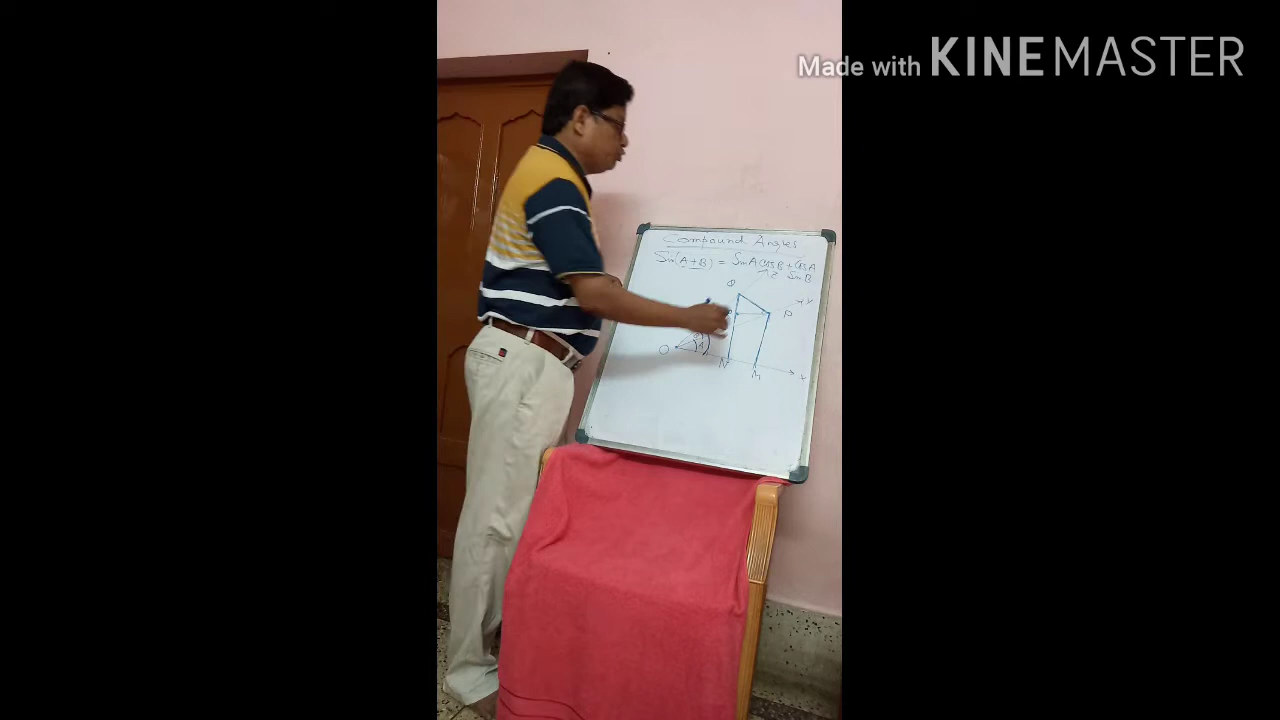 Made with KINEMASTER
Compound Angles
Sin(A+B) = SinA CosB + CosA
SinB
Q
Z
Y
P
O
A
N
M
X